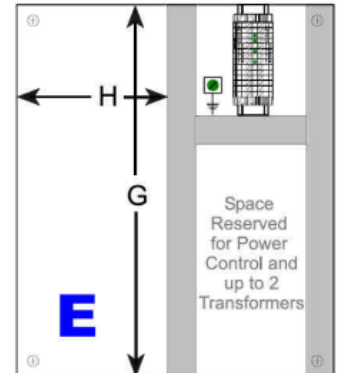 H
G
Space
Reserved
for Power
Control and
up to 2
Transformers
E